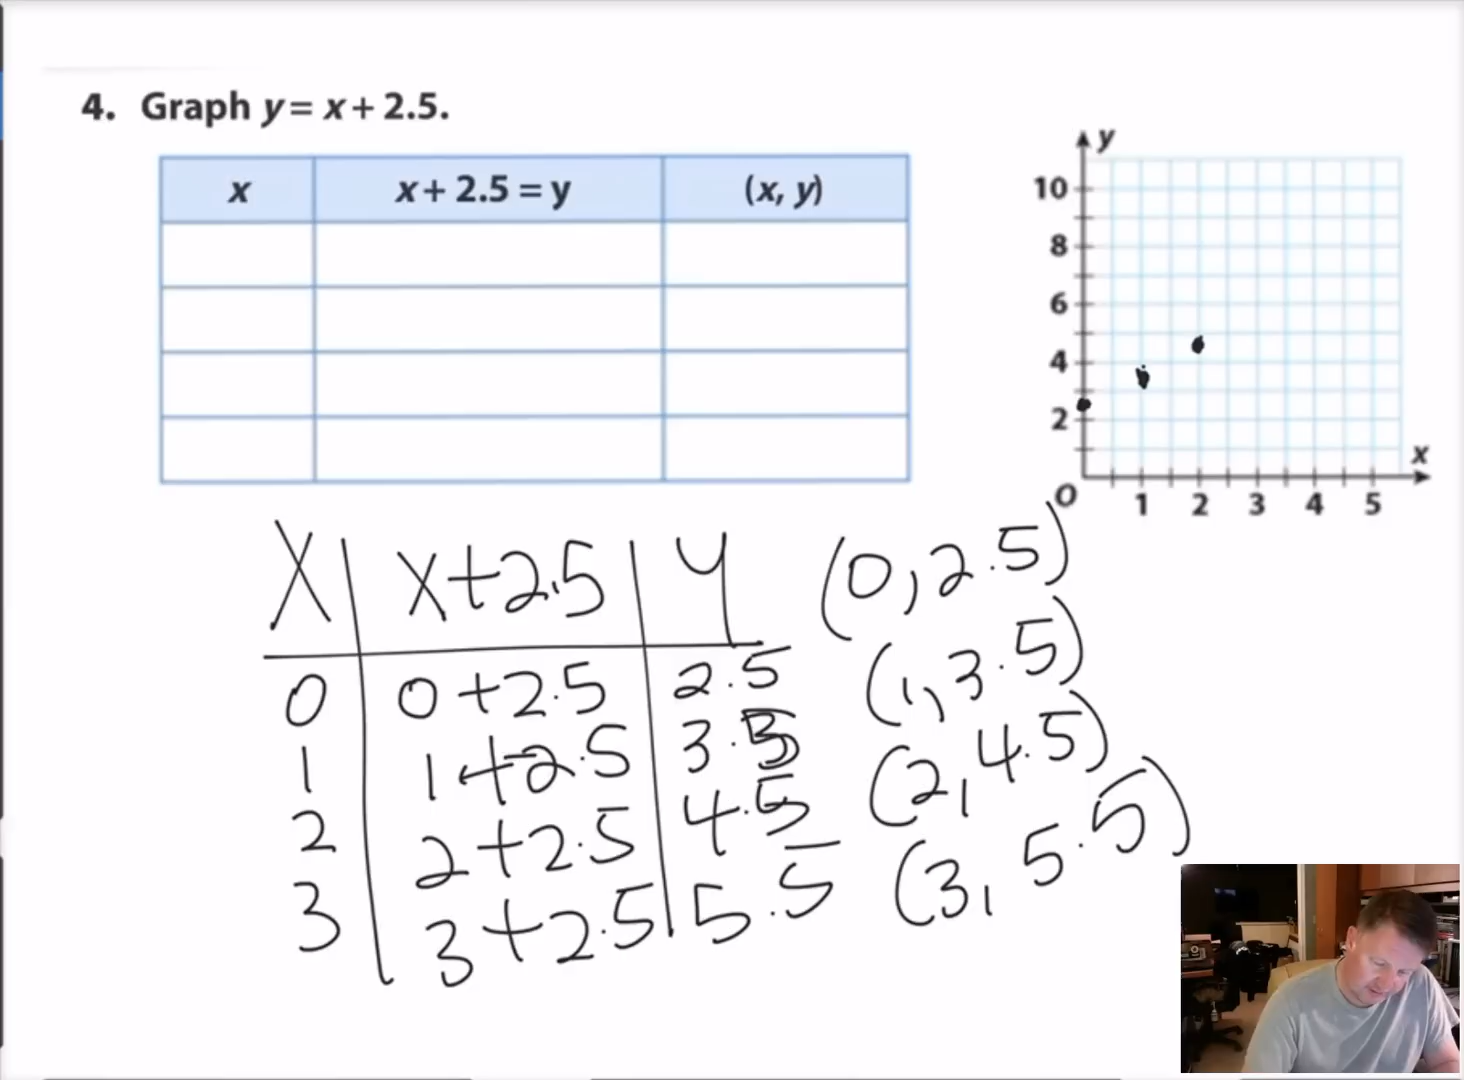 4. Graph y = x + 2.5.
x x + 2.5 = y (x, y)
y
10
8
6
4
2
O 1 2 3 4 5 x
X x+2.5 y (0,2.5)
0 0+2.5 2.5 (1,3.5)
1 1+2.5 3.5 (2,4.5)
2 2+2.5 4.5 (3,5.5)
3 3+2.5 5.5